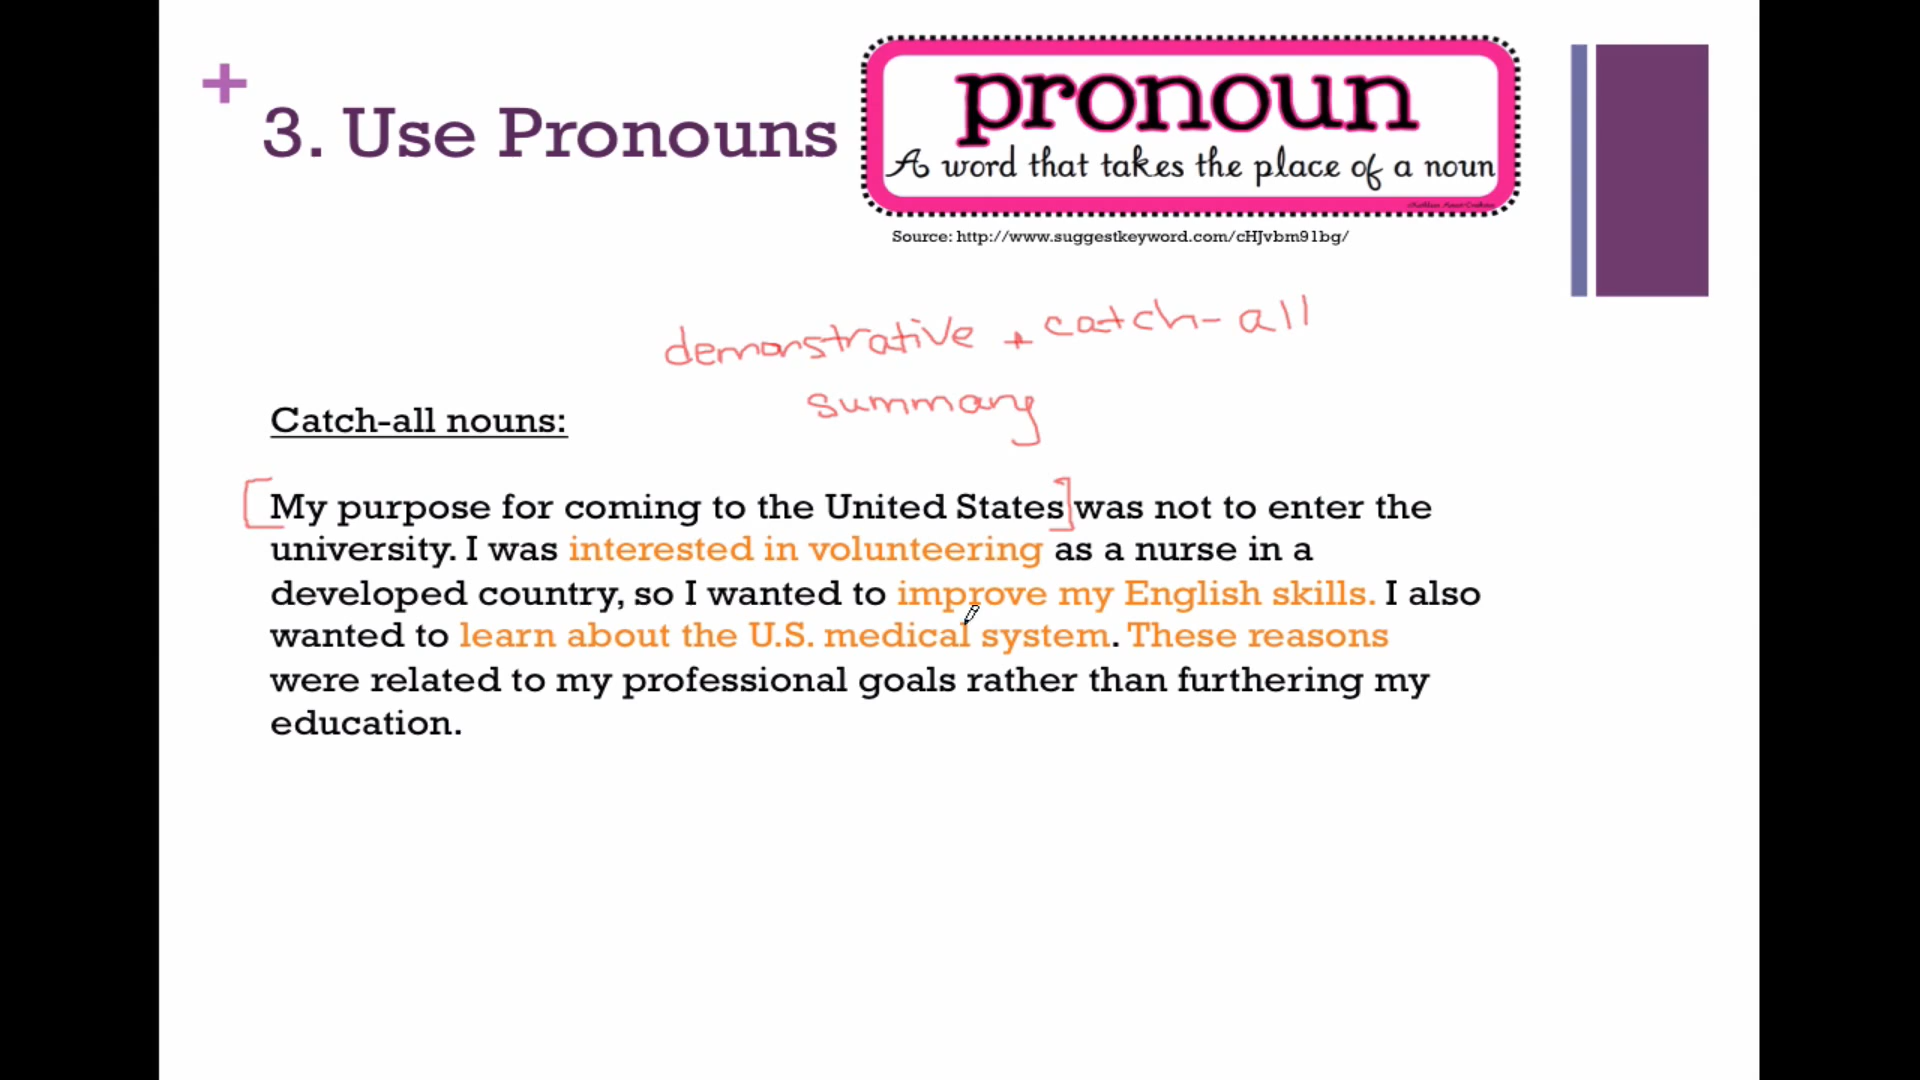 +
3. Use Pronouns
pronoun
A word that takes the place of a noun
Source: http://www.suggestkeyword.com/cHJvbm91bg/
demonstrative + catch-all
summary
Catch-all nouns:
[My purpose for coming to the United States] was not to enter the
university. I was interested in volunteering as a nurse in a
developed country, so I wanted to improve my English skills. I also
wanted to learn about the U.S. medical system. These reasons
were related to my professional goals rather than furthering my
education.